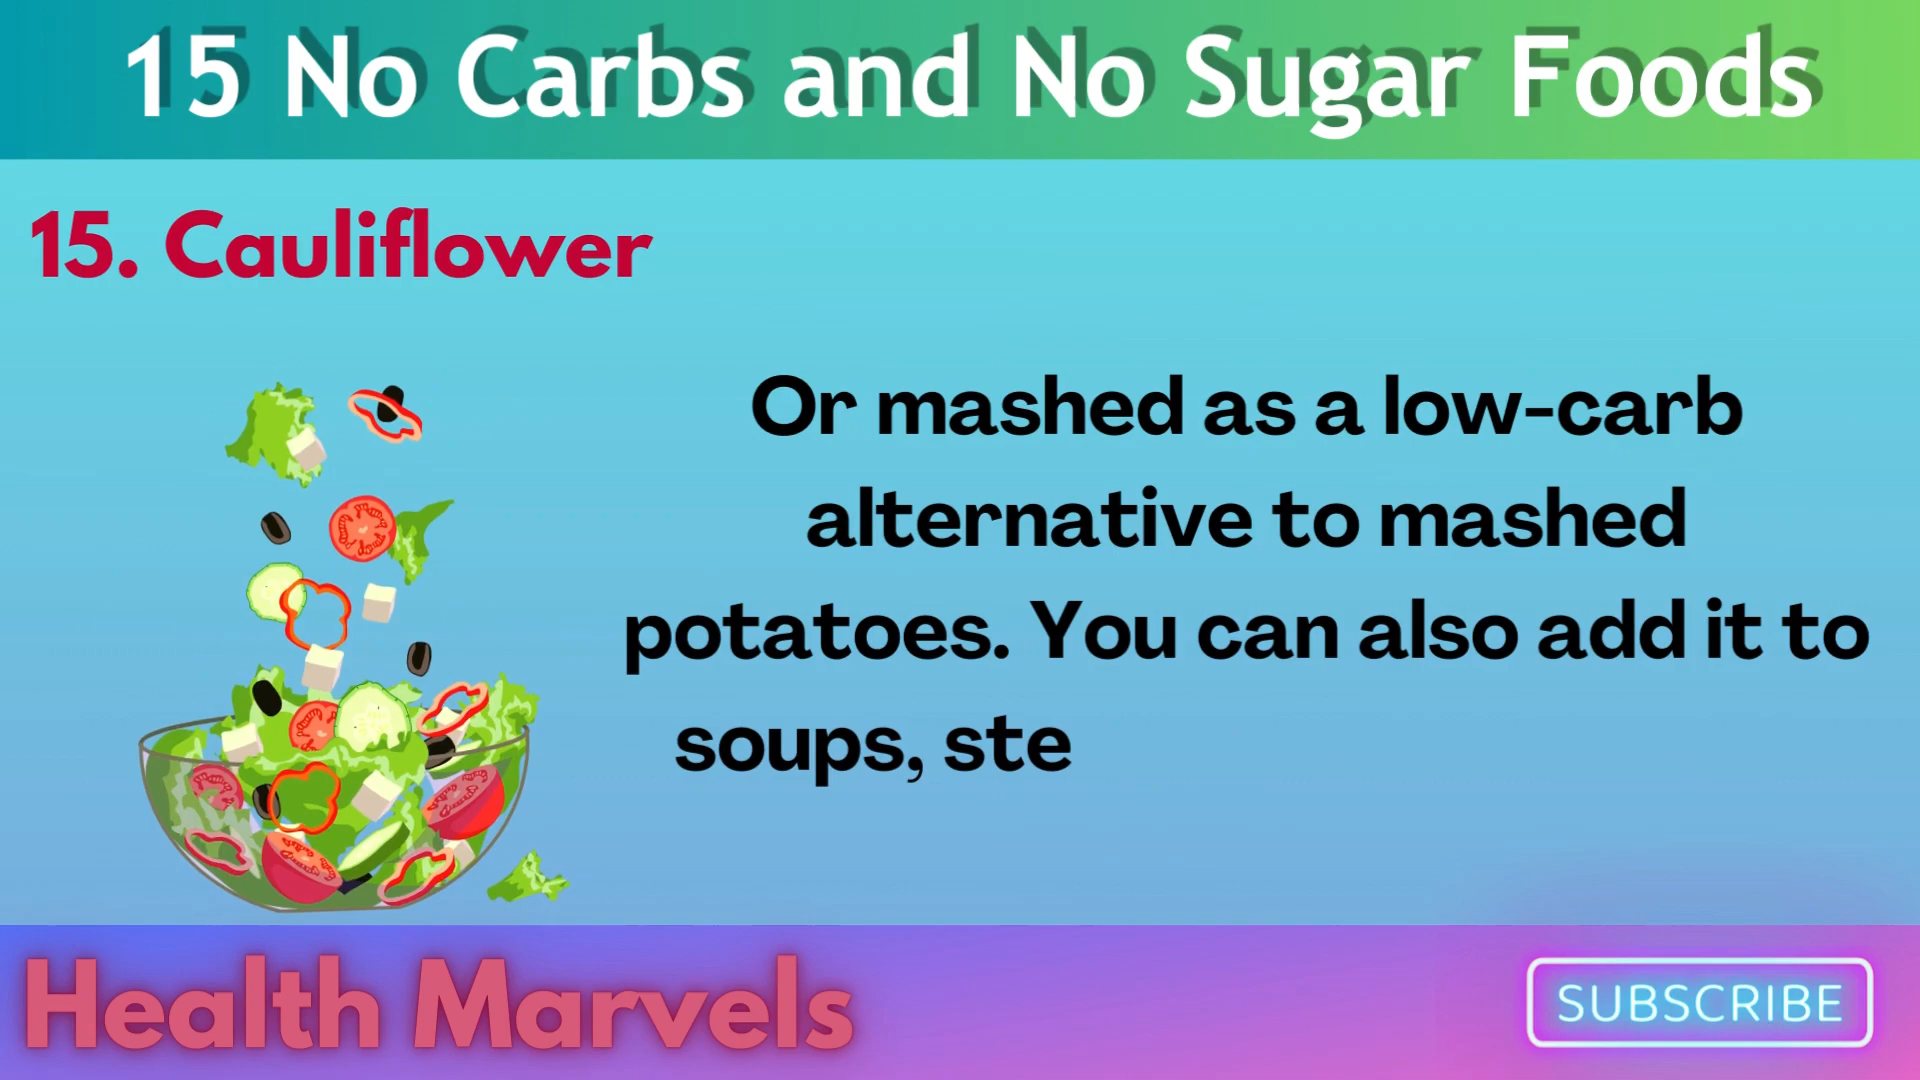 15 No Carbs and No Sugar Foods
15. Cauliflower
Or mashed as a low-carb
alternative to mashed
potatoes. You can also add it to
soups, ste
Health Marvels
SUBSCRIBE